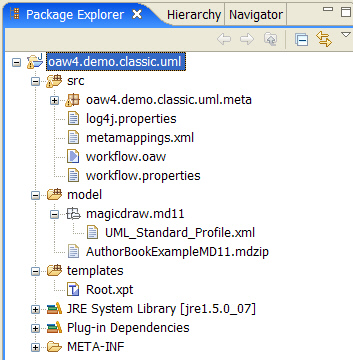 Package Explorer Hierarchy Navigator
oaw4.demo.classic.uml
src
oaw4.demo.classic.uml.meta
log4j.properties
metamappings.xml
workflow.oaw
workflow.properties
model
magicdraw.md11
UML_Standard_Profile.xml
AuthorBookExampleMD11.mdzip
templates
Root.xpt
JRE System Library [jre1.5.0_07]
Plug-in Dependencies
META-INF